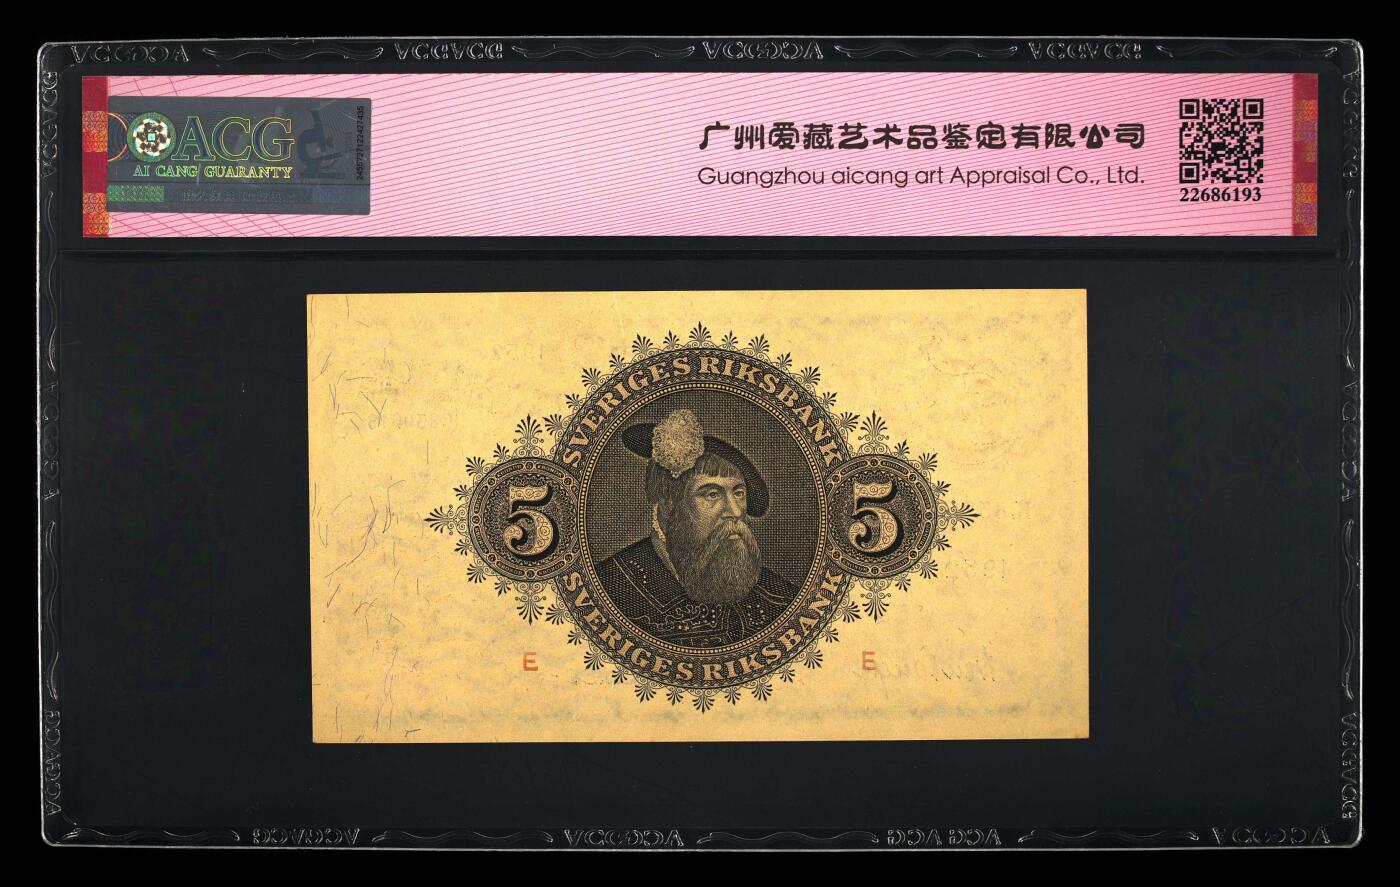 ACG
AI CANG GUARANTY
2455727122427435
广州爱藏艺术品鉴定有限公司
Guangzhou aicang art Appraisal Co., Ltd.
22686193
SVERIGES RIKSBANK
5 5
SVERIGES RIKSBANK
E E